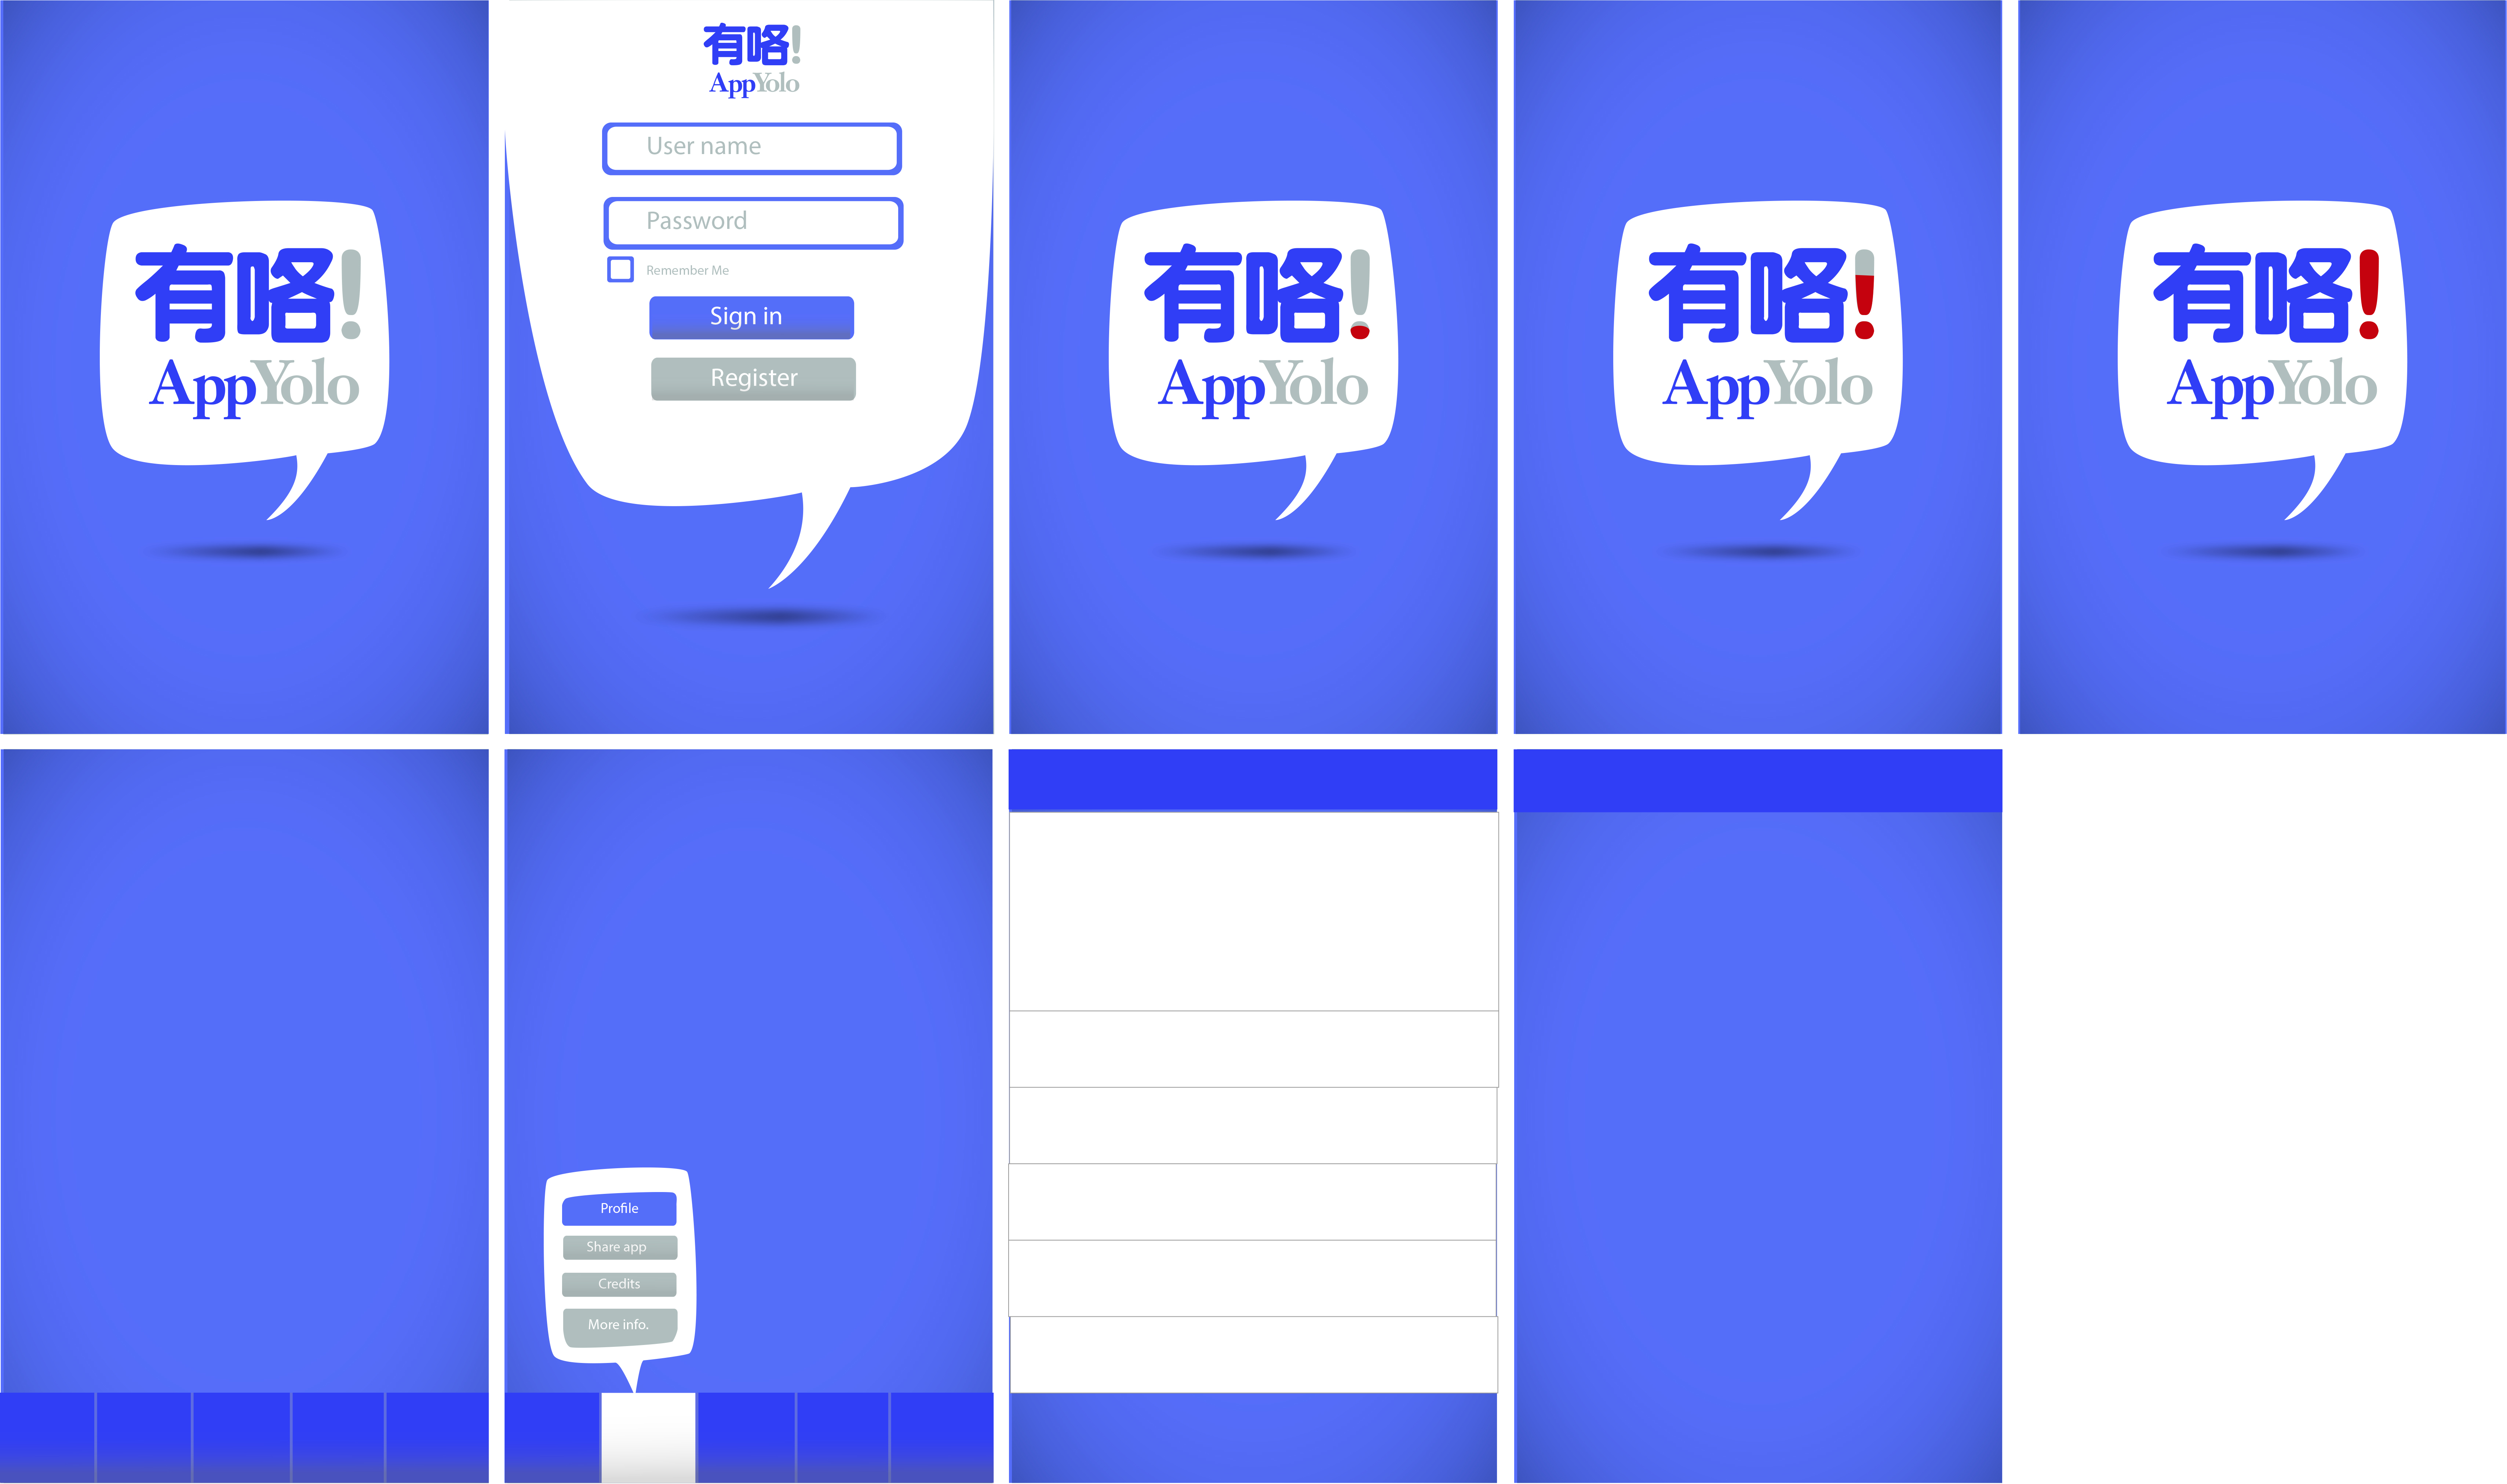 有咯!
AppYolo
有咯!
AppYolo
User name
Password
Remember Me
Sign in
Register
有咯!
AppYolo
有咯!
AppYolo
有咯!
AppYolo
Profile
Share app
Credits
More info.